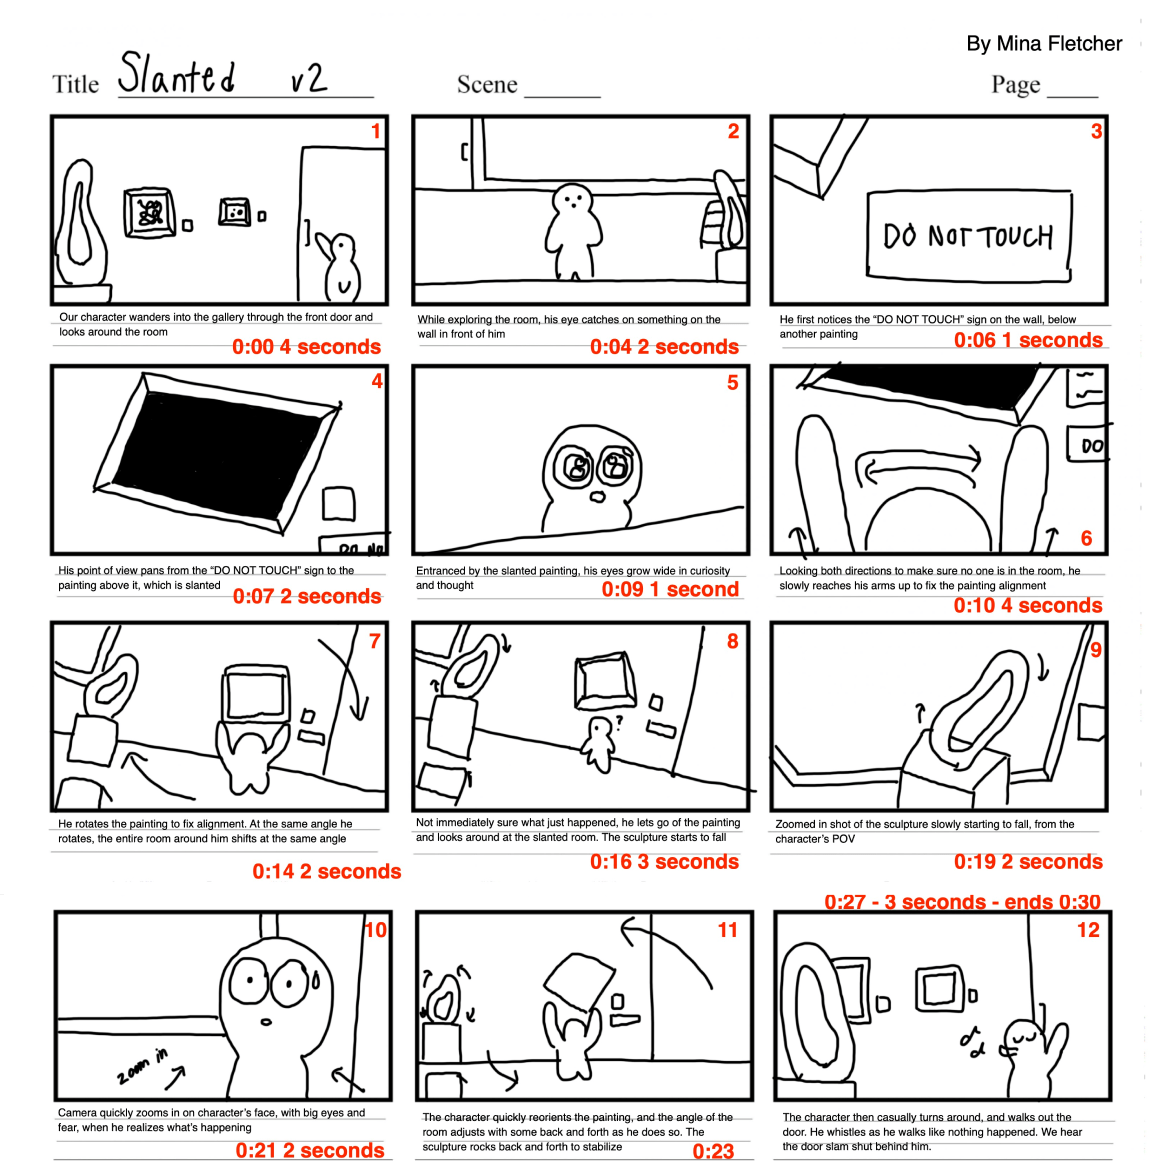 By Mina Fletcher
Title Slanted v2 Scene Page
1
2
3
DO NOT TOUCH
Our character wanders into the gallery through the front door and
looks around the room
0:00 4 seconds
While exploring the room, his eye catches on something on the
wall in front of him
0:04 2 seconds
He first notices the “DO NOT TOUCH” sign on the wall, below
another painting
0:06 1 seconds
4
DO NO
5
DO
6
His point of view pans from the “DO NOT TOUCH” sign to the
painting above it, which is slanted
0:07 2 seconds
Entranced by the slanted painting, his eyes grow wide in curiosity
and thought
0:09 1 second
Looking both directions to make sure no one is in the room, he
slowly reaches his arms up to fix the painting alignment
0:10 4 seconds
7
8
?
9
He rotates the painting to fix alignment. At the same angle he
rotates, the entire room around him shifts at the same angle
0:14 2 seconds
Not immediately sure what just happened, he lets go of the painting
and looks around at the slanted room. The sculpture starts to fall
0:16 3 seconds
Zoomed in shot of the sculpture slowly starting to fall, from the
character’s POV
0:19 2 seconds
0:27 - 3 seconds - ends 0:30
10
zoom in
11
12
Camera quickly zooms in on character’s face, with big eyes and
fear, when he realizes what’s happening
0:21 2 seconds
The character quickly reorients the painting, and the angle of the
room adjusts with some back and forth as he does so. The
sculpture rocks back and forth to stabilize
0:23
The character then casually turns around, and walks out the
door. He whistles as he walks like nothing happened. We hear
the door slam shut behind him.